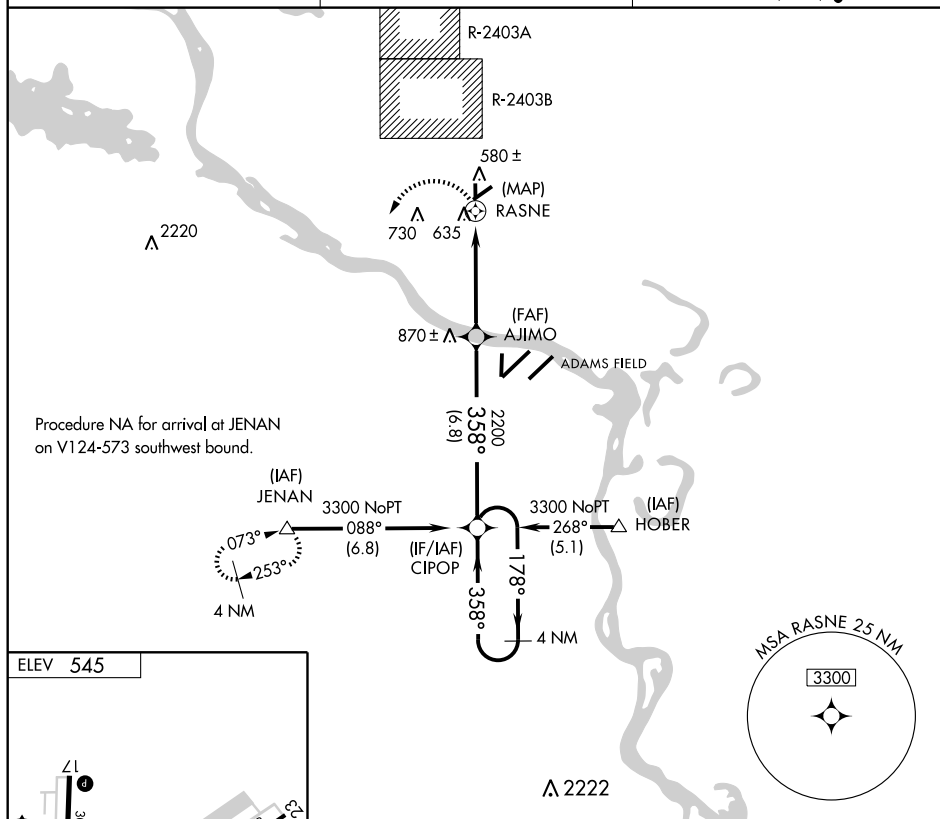 R-2403A
R-2403B
580 ±
(MAP)
RASNE
730 635
2220
(FAF)
AJIMO
870 ±
ADAMS FIELD
2200
358°
(6.8)
Procedure NA for arrival at JENAN
on V124-573 southwest bound.
(IAF)
JENAN
3300 NoPT
088°
(6.8)
(IF/IAF)
CIPOP
3300 NoPT
268°
(5.1)
(IAF)
HOBER
073°
253°
4 NM
178°
358°
4 NM
MSA RASNE 25 NM
3300
ELEV 545
17
P
23
2222